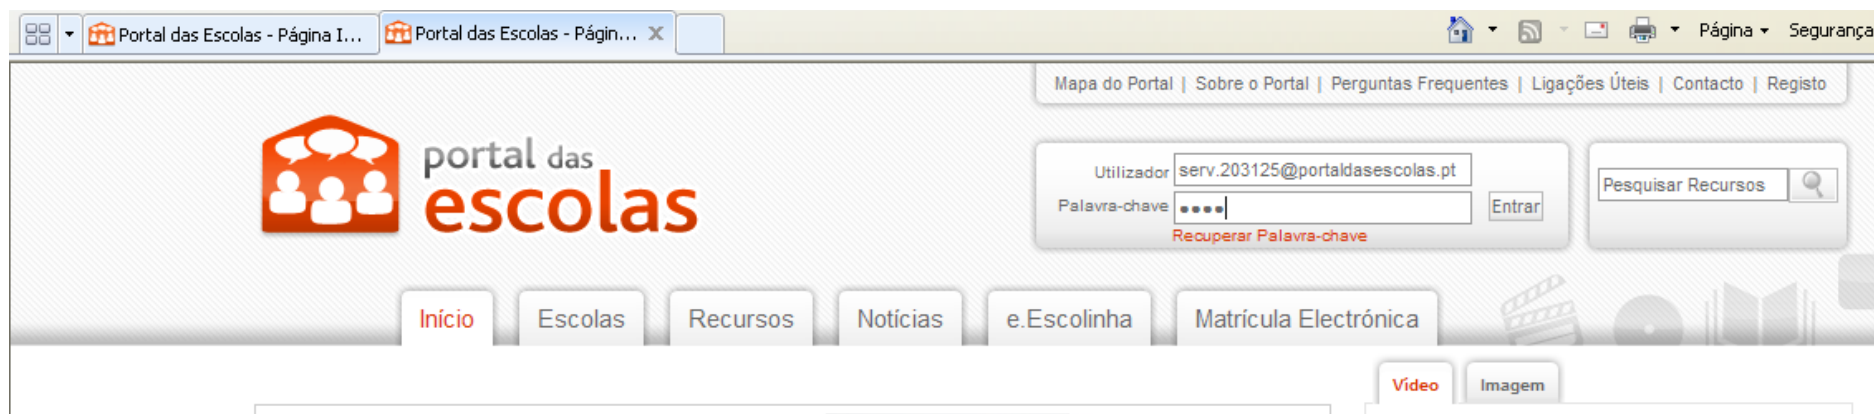 Portal das Escolas - Página I...
Portal das Escolas - Págin...
Página
Segurança
Mapa do Portal | Sobre o Portal | Perguntas Frequentes | Ligações Úteis | Contacto | Registo
portal das
escolas
Utilizador serv.203125@portaldasescolas.pt
Palavra-chave ●●●● Entrar
Recuperar Palavra-chave
Pesquisar Recursos
Início Escolas Recursos Notícias e.Escolinha Matrícula Electrónica
Vídeo Imagem